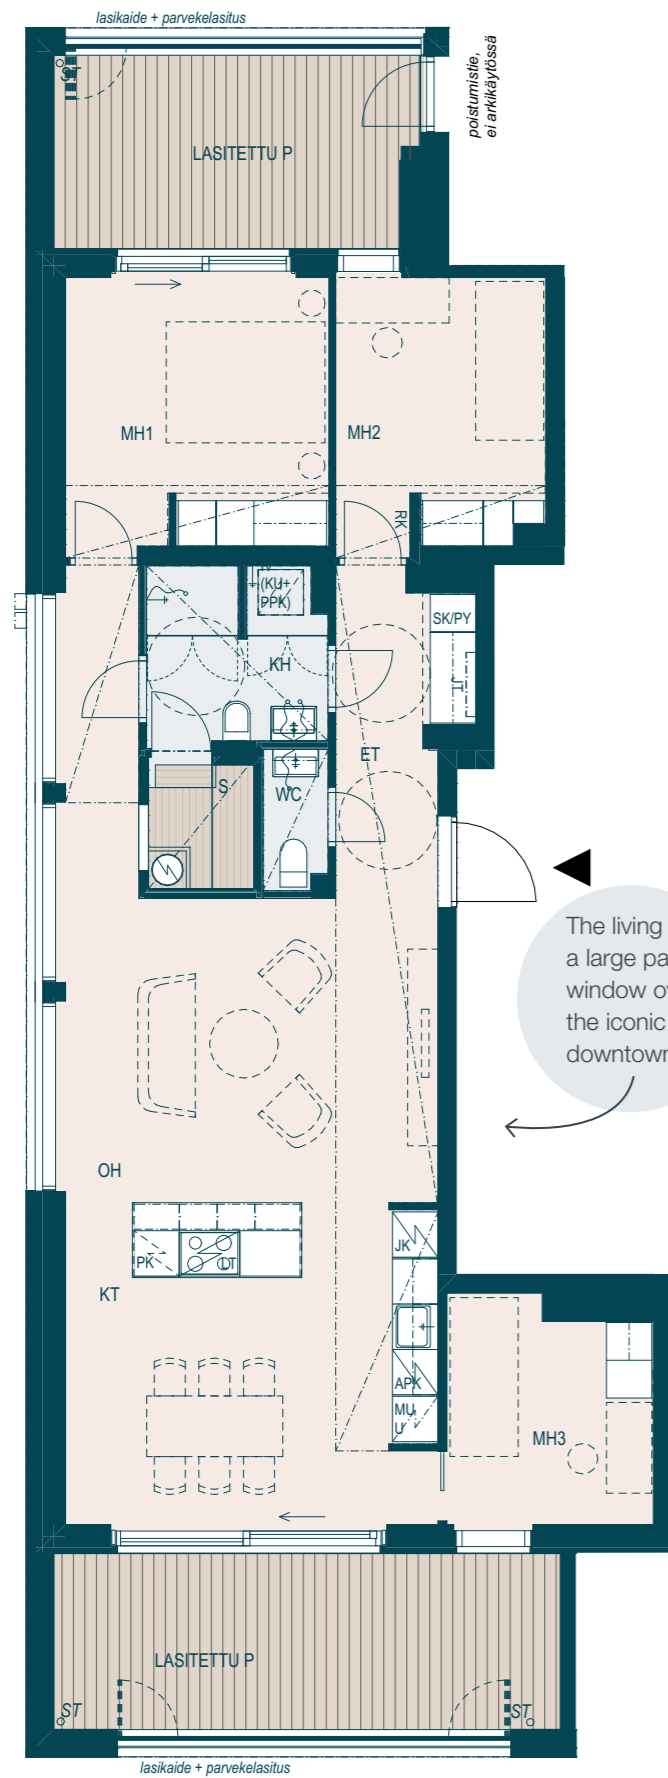 lasikaide + parvekelasitus
poistumistie,
ei arkikäytössä
ST
LASITETTU P
MH1
MH2
RK
(KU+
PPK)
SK/PY
JT
KH
ET
S
WC
The living
a large pa
window ov
the iconic
downtown
OH
JK
PK
LT
KT
APK
MU
U
MH3
LASITETTU P
ST
ST
lasikaide + parvekelasitus